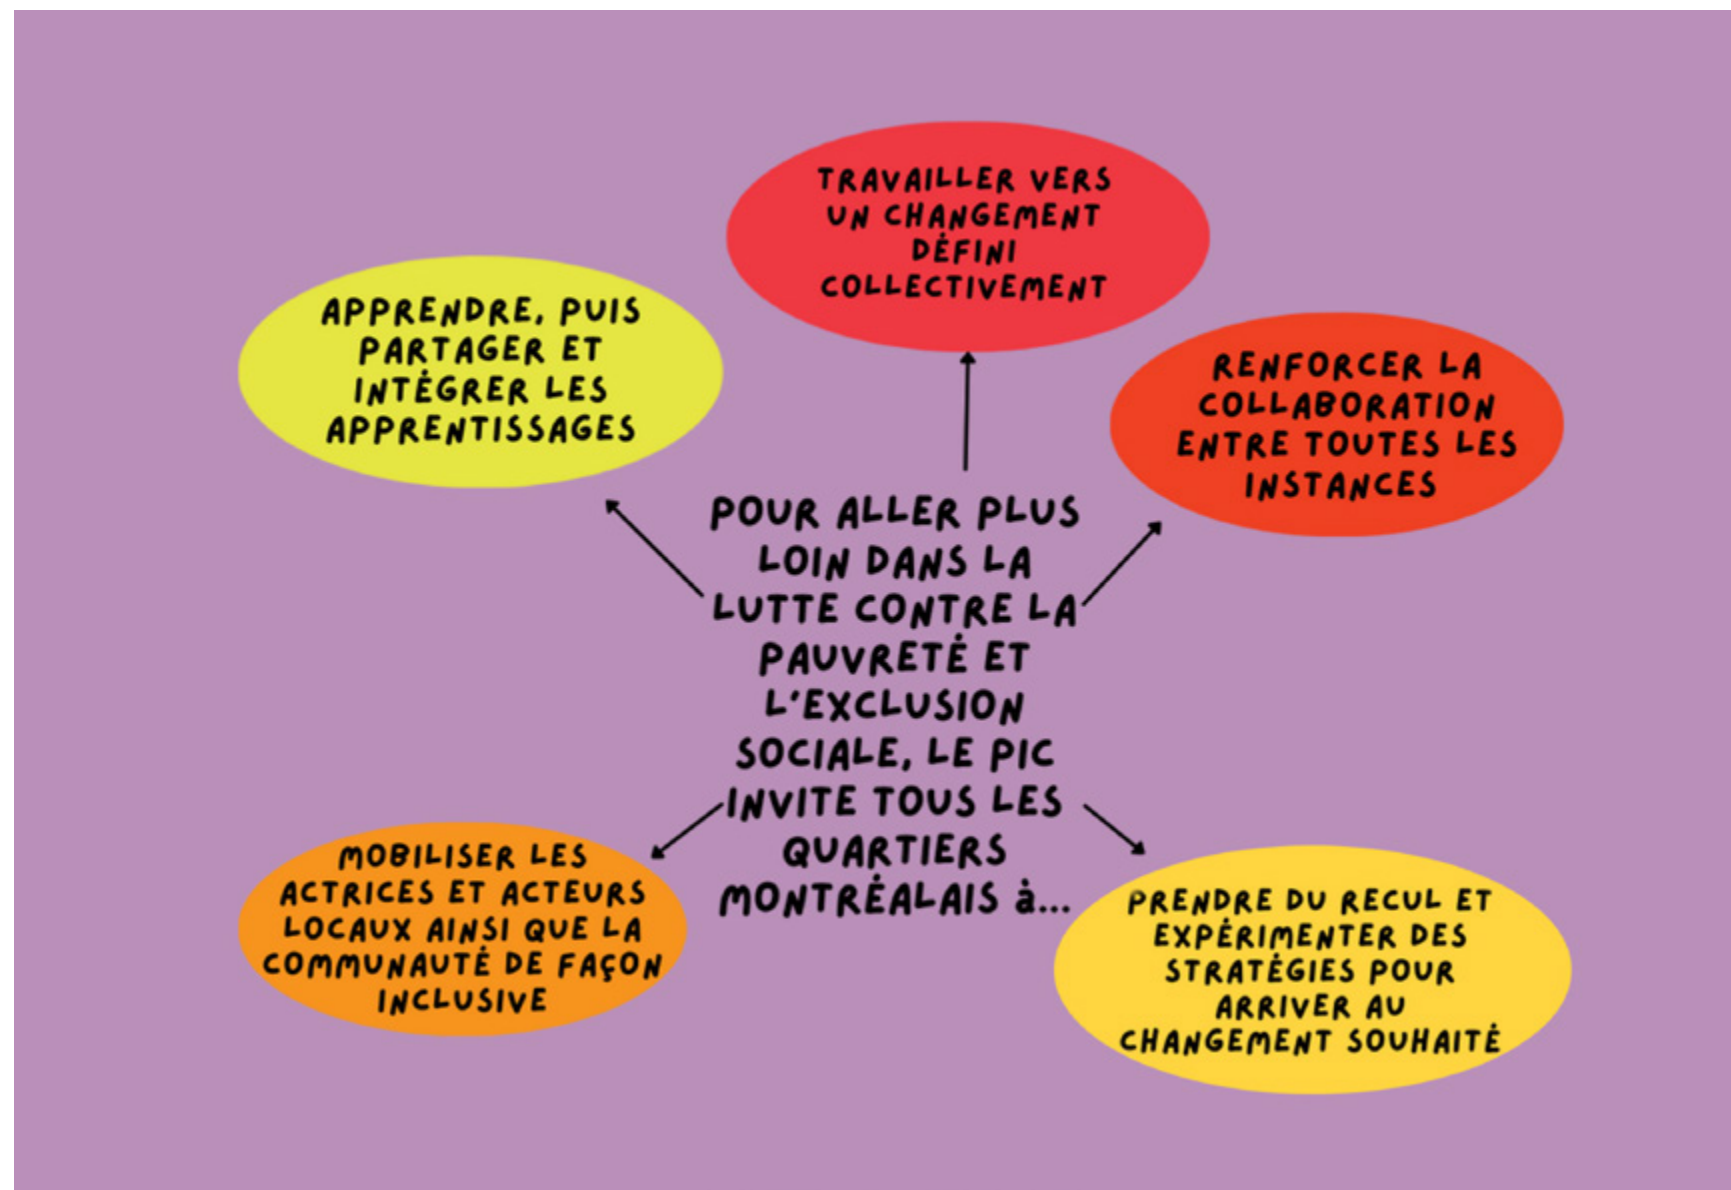 TRAVAILLER VERS
UN CHANGEMENT
DÉFINI
COLLECTIVEMENT
APPRENDRE, PUIS
PARTAGER ET
INTÉGRER LES
APPRENTISSAGES
RENFORCER LA
COLLABORATION
ENTRE TOUTES LES
INSTANCES
POUR ALLER PLUS
LOIN DANS LA
LUTTE CONTRE LA
PAUVRETÉ ET
L'EXCLUSION
SOCIALE, LE PIC
INVITE TOUS LES
QUARTIERS
MONTRÉALAIS à...
MOBILISER LES
ACTRICES ET ACTEURS
LOCAUX AINSI QUE LA
COMMUNAUTÉ DE FAÇON
INCLUSIVE
PRENDRE DU RECUL ET
EXPÉRIMENTER DES
STRATÉGIES POUR
ARRIVER AU
CHANGEMENT SOUHAITÉ